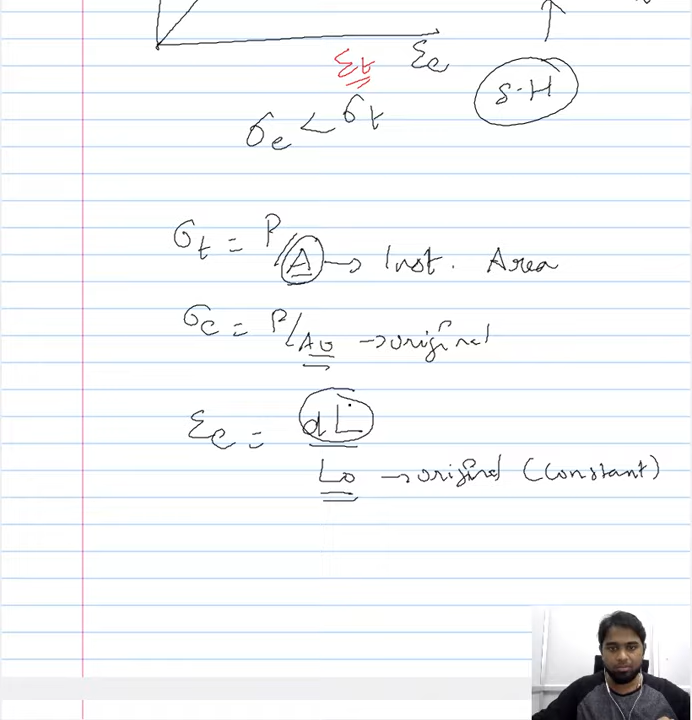 εt εe
S-H
σe < σt
σt = P/A → Inst. Area
σe = P/A0 → original
εe = dL
L0 → original (Constant)